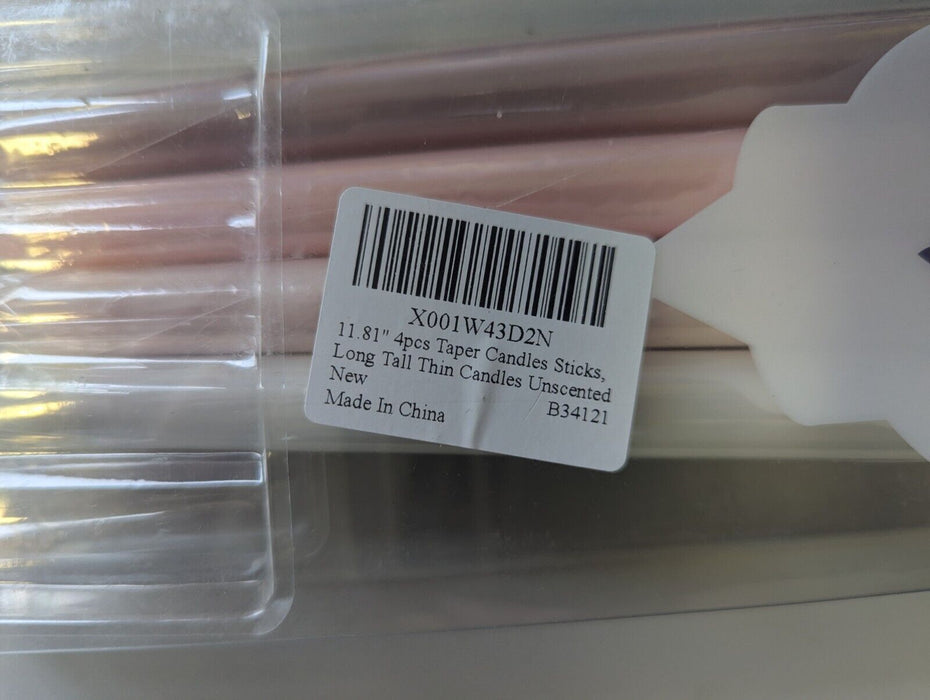 X001W43D2N
11.81" 4pcs Taper Candles Sticks,
Long Tall Thin Candles Unscented
New
Made In China B34121